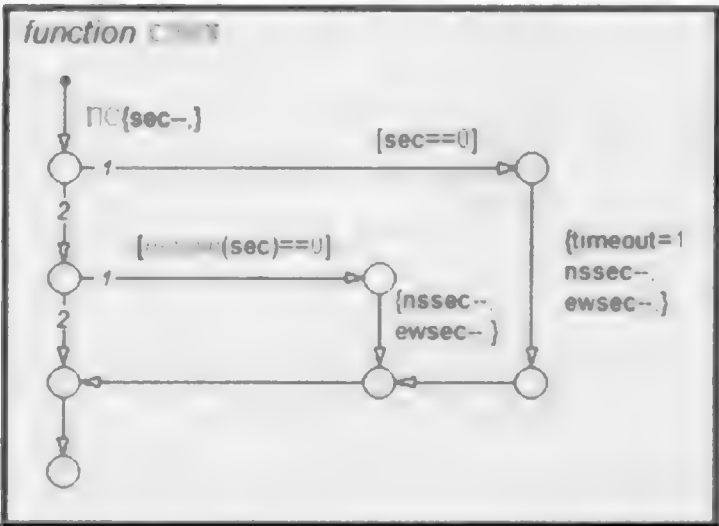 function
{sec--,}
1
[sec==0]
2
(sec)==0]
1
{timeout=1
nssec--,
ewsec--,}
{nssec--,
ewsec--}
2